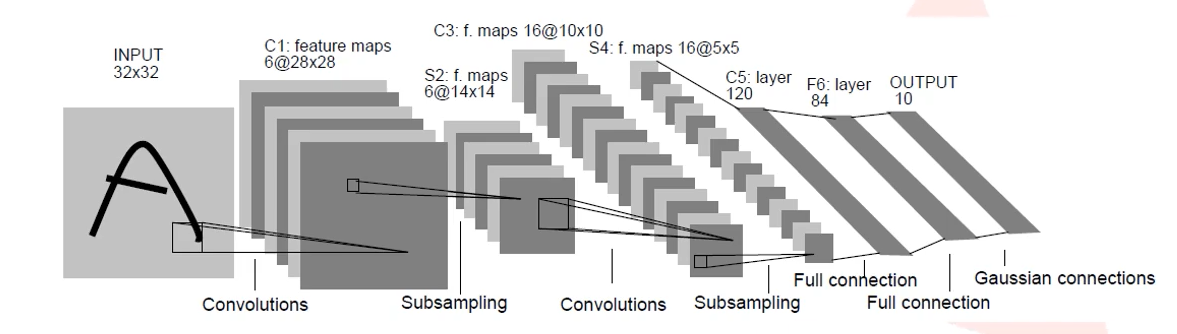 INPUT
32x32
C1: feature maps
6@28x28
S2: f. maps
6@14x14
C3: f. maps 16@10x10
S4: f. maps 16@5x5
C5: layer
120
F6: layer
84
OUTPUT
10
Convolutions
Subsampling
Convolutions
Subsampling
Full connection
Full connection
Gaussian connections